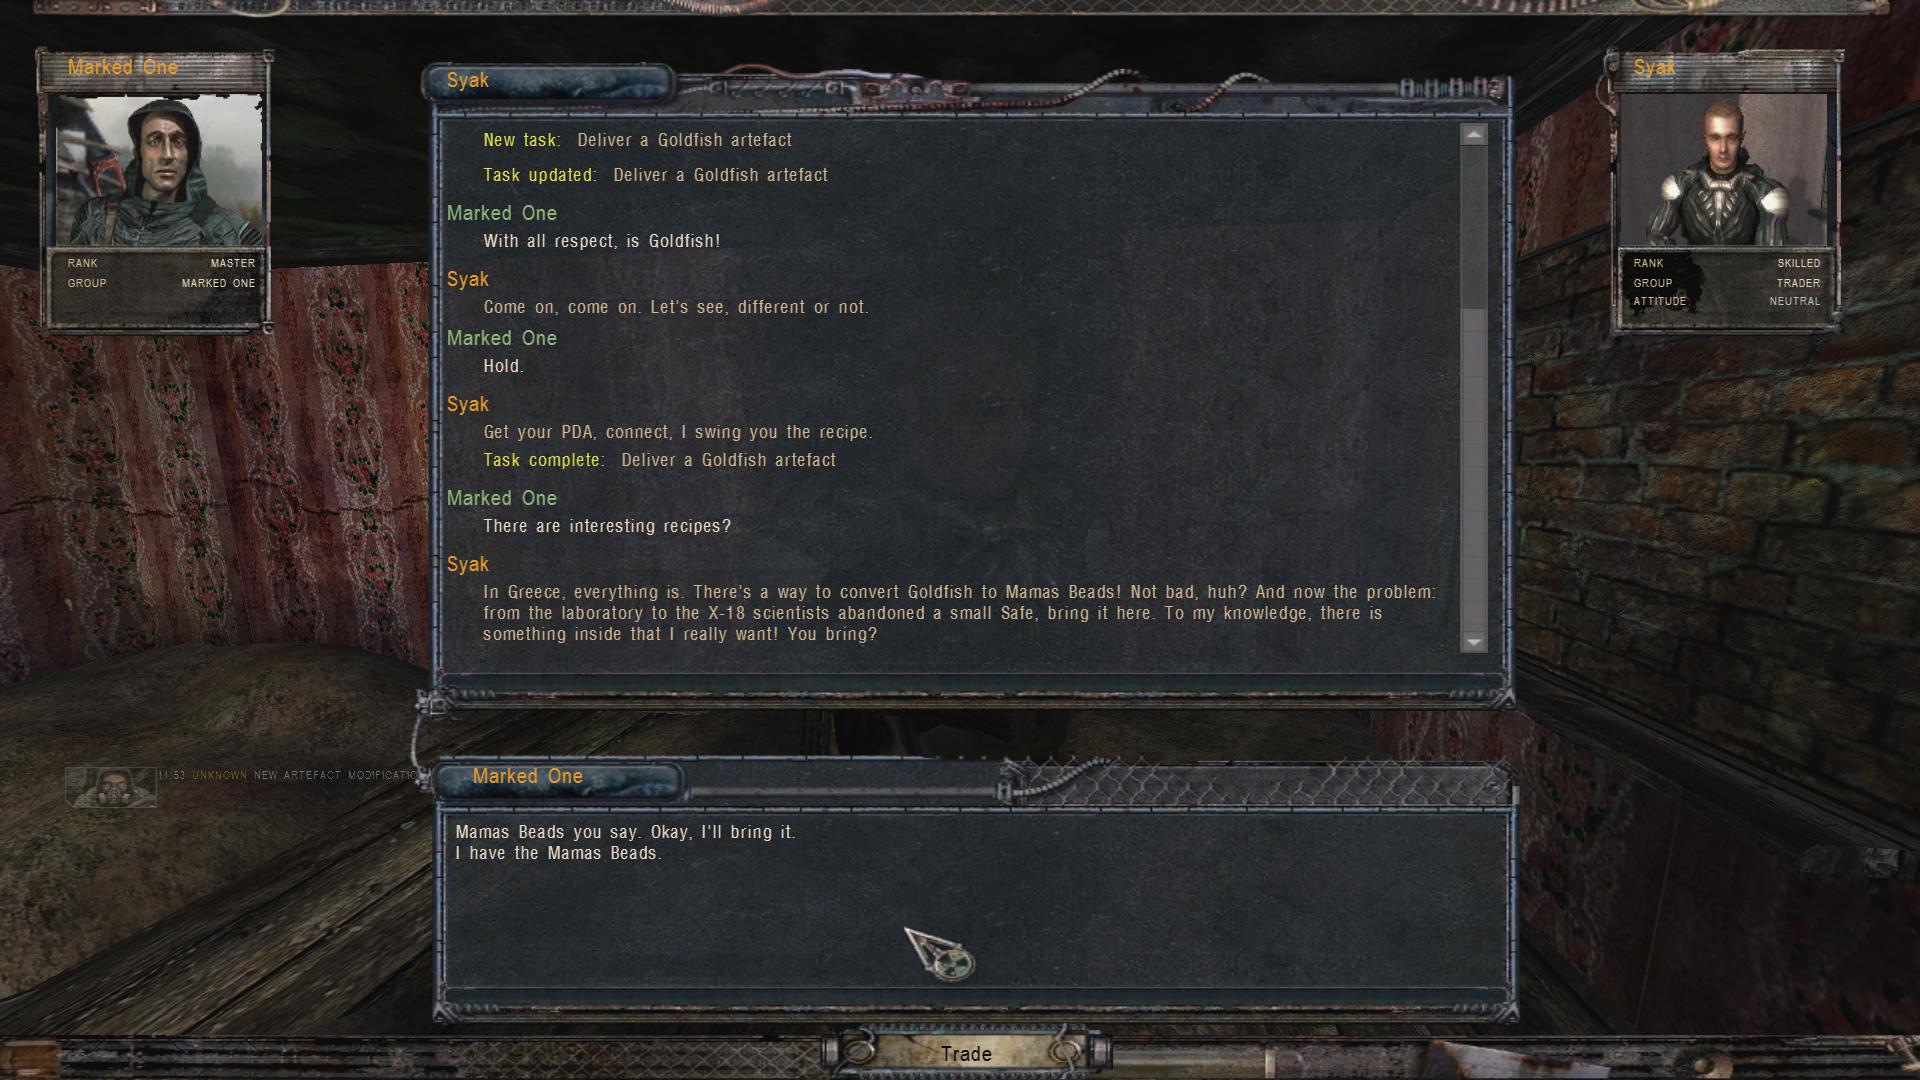 Marked One
RANK MASTER
GROUP MARKED ONE
Syak
New task: Deliver a Goldfish artefact
Task updated: Deliver a Goldfish artefact
Marked One
With all respect, is Goldfish!
Syak
Come on, come on. Let's see, different or not.
Marked One
Hold.
Syak
Get your PDA, connect, I swing you the recipe.
Task complete: Deliver a Goldfish artefact
Marked One
There are interesting recipes?
Syak
In Greece, everything is. There's a way to convert Goldfish to Mamas Beads! Not bad, huh? And now the problem:
from the laboratory to the X-18 scientists abandoned a small Safe, bring it here. To my knowledge, there is
something inside that I really want! You bring?
Syak
RANK SKILLED
GROUP TRADER
ATTITUDE NEUTRAL
11:53 UNKNOWN NEW ARTEFACT MODIFICATIO
Marked One
Mamas Beads you say. Okay, I'll bring it.
I have the Mamas Beads.
Trade